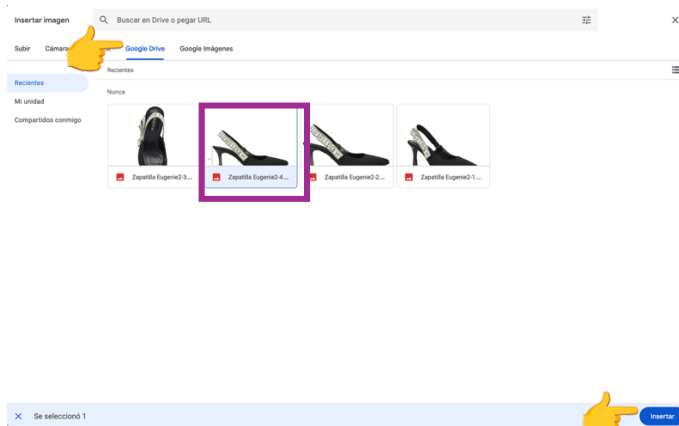 Insertar imagen
Buscar en Drive o pegar URL
Subir
Cámara
Google Drive
Google Imágenes
Recientes
Mi unidad
Compartidos conmigo
Recientes
Nunca
Zapatilla Eugenie2-3...
Zapatilla Eugenie2-4...
Zapatilla Eugenie2-2...
Zapatilla Eugenie2-1...
Se seleccionó 1
Insertar